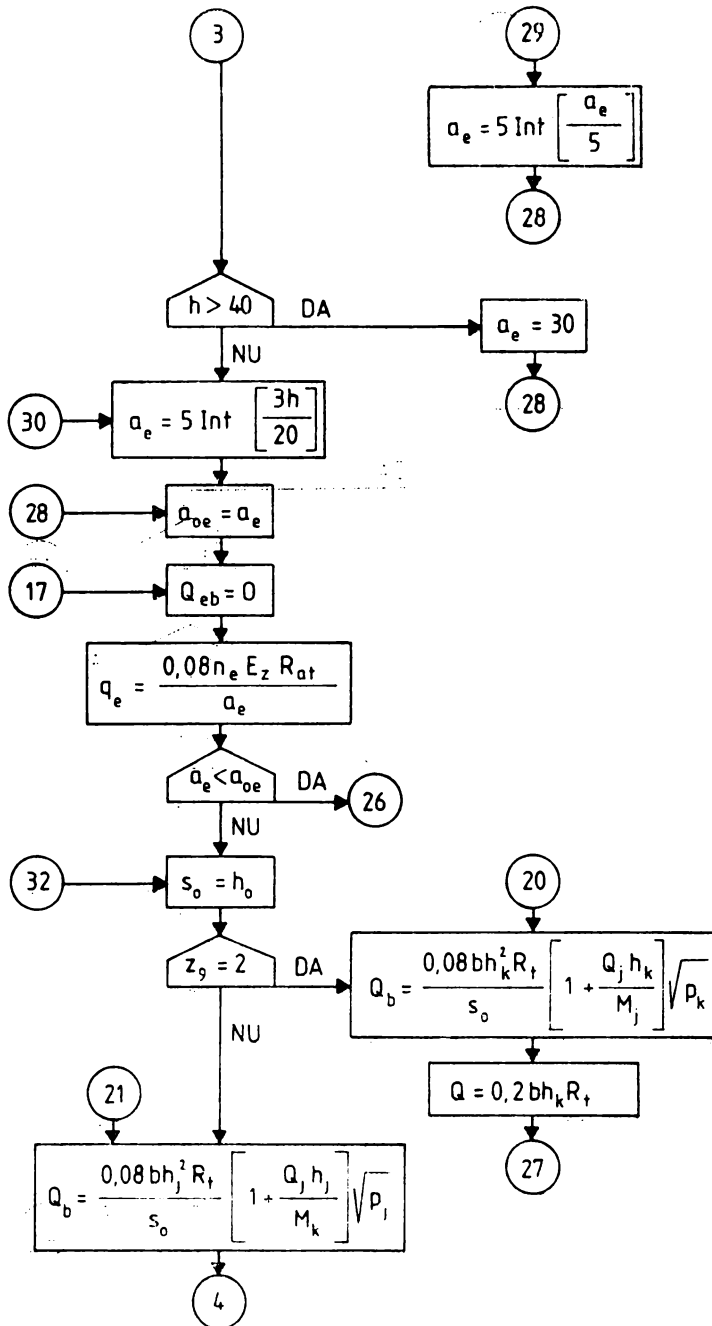 3
29
a_e = 5 Int [a_e / 5]
28
h > 40
DA
a_e = 30
NU
28
30
a_e = 5 Int [3h / 20]
28
a_oe = a_e
17
Q_eb = 0
q_e = 0,08 n_e E_z R_at / a_e
a_e < a_oe
DA
26
NU
32
s_o = h_o
20
z_9 = 2
DA
Q_b = 0,08 b h_k^2 R_t / s_o [1 + Q_j h_k / M_j] √p_k
NU
Q = 0,2 b h_k R_t
21
27
Q_b = 0,08 b h_j^2 R_t / s_o [1 + Q_j h_j / M_k] √p_j
4